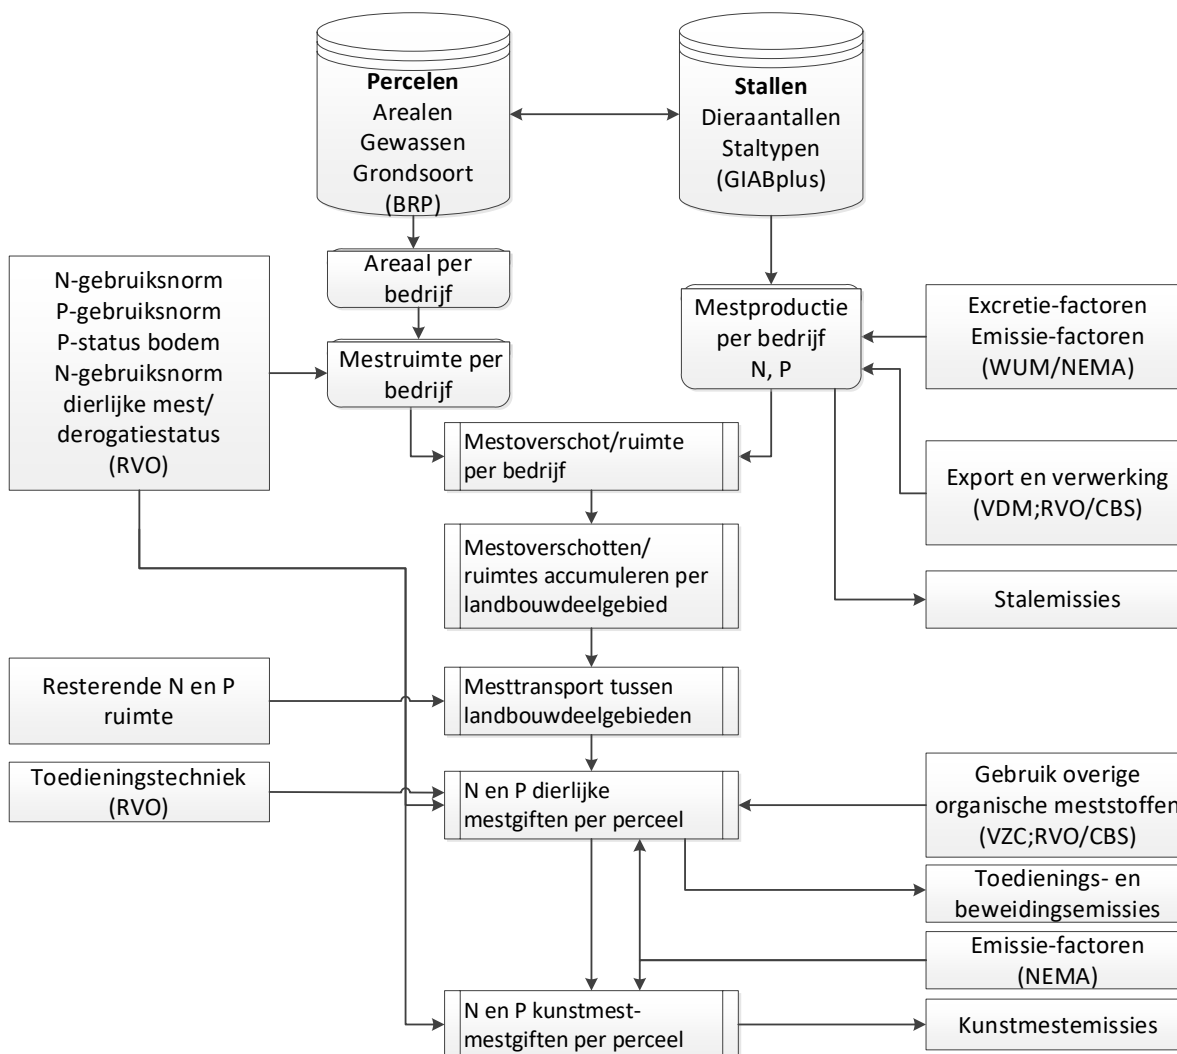 Percelen
Arealen
Gewassen
Grondsoort
(BRP)
Stallen
Dieraantallen
Staltypen
(GIABplus)
Areaal per
bedrijf
N-gebruiksnorm
P-gebruiksnorm
P-status bodem
N-gebruiksnorm
dierlijke mest/
derogatiestatus
(RVO)
Mestruimte per
bedrijf
Mestproductie
per bedrijf
N, P
Excretie-factoren
Emissie-factoren
(WUM/NEMA)
Mestoverschot/ruimte
per bedrijf
Export en verwerking
(VDM;RVO/CBS)
Mestoverschotten/
ruimtes accumuleren per
landbouwdeelgebied
Stalemissies
Resterende N en P
ruimte
Mesttransport tussen
landbouwdeelgebieden
Toedieningstechniek
(RVO)
N en P dierlijke
mestgiften per perceel
Gebruik overige
organische meststoffen
(VZC;RVO/CBS)
Toedienings- en
beweidingsemissies
Emissie-factoren
(NEMA)
N en P kunstmest-
mestgiften per perceel
Kunstmestemissies